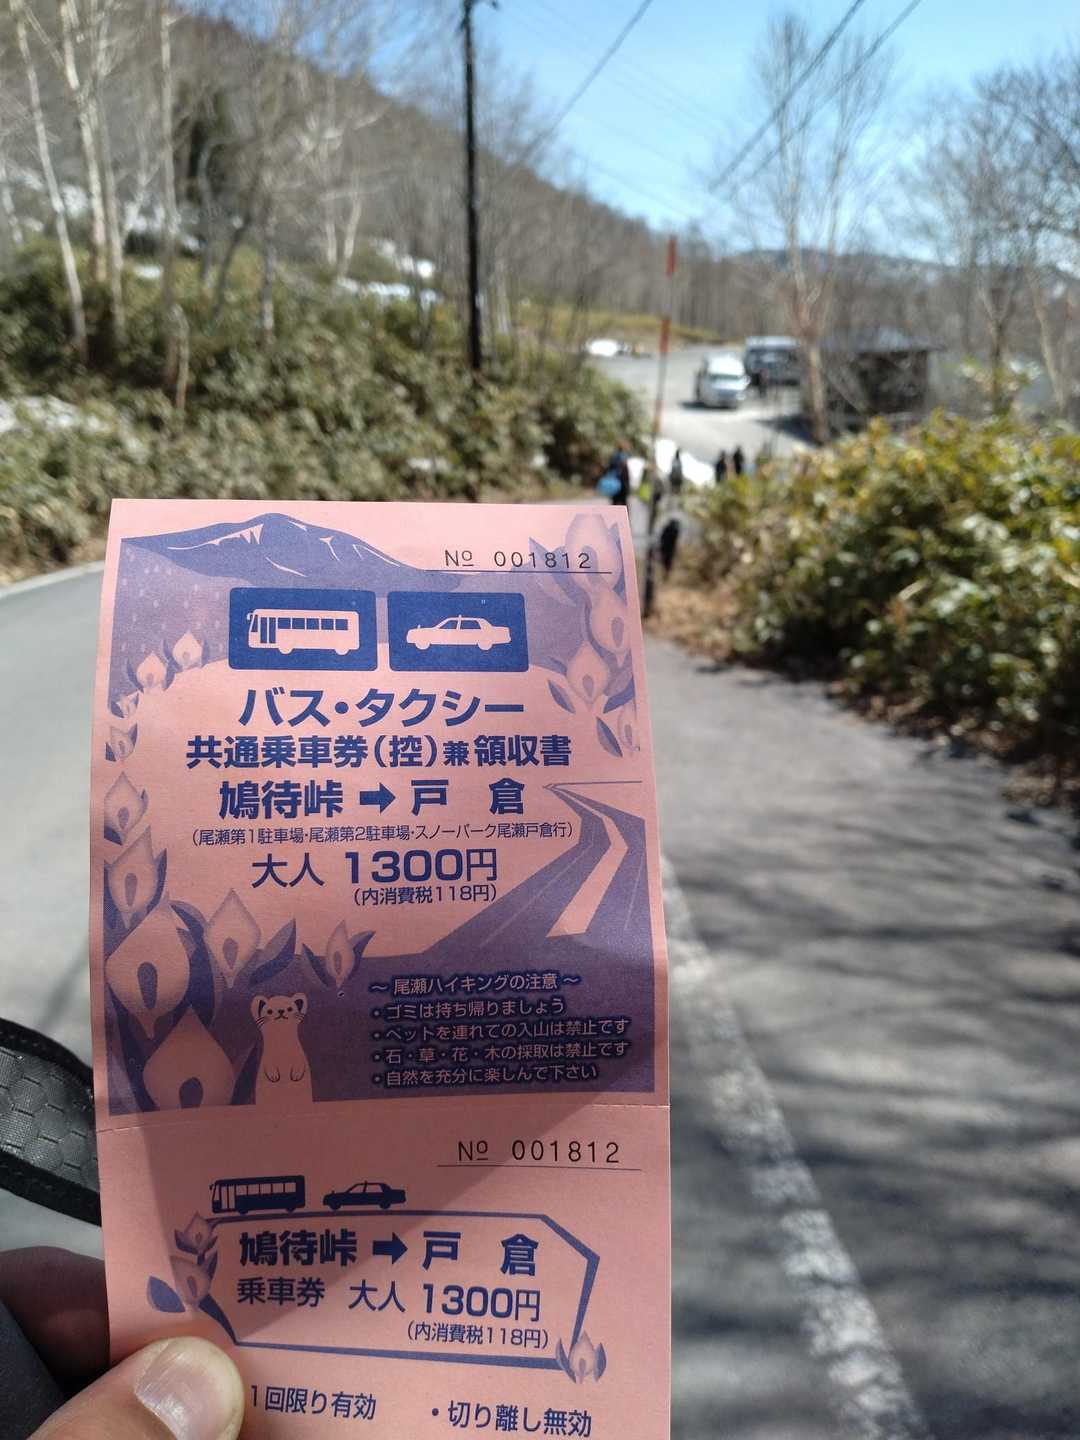 № 001812
バス・タクシー
共通乗車券(控)兼領収書
鳩待峠➡戸 倉
(尾瀬第1駐車場・尾瀬第2駐車場・スノーパーク尾瀬戸倉行)
大人 1300円
(内消費税118円)
〜 尾瀬ハイキングの注意 〜
・ゴミは持ち帰りましょう
・ペットを連れての入山は禁止です
・石・草・花・木の採取は禁止です
・自然を充分に楽しんで下さい
№ 001812
鳩待峠➡戸 倉
乗車券 大人 1300円
(内消費税118円)
1回限り有効 ・切り離し無効